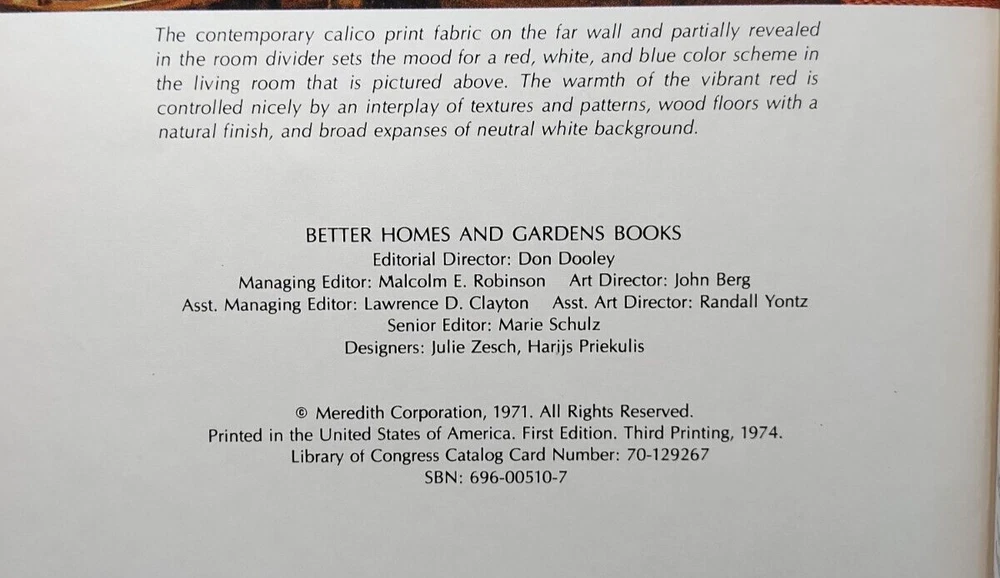 The contemporary calico print fabric on the far wall and partially revealed
in the room divider sets the mood for a red, white, and blue color scheme in
the living room that is pictured above. The warmth of the vibrant red is
controlled nicely by an interplay of textures and patterns, wood floors with a
natural finish, and broad expanses of neutral white background.
BETTER HOMES AND GARDENS BOOKS
Editorial Director: Don Dooley
Managing Editor: Malcolm E. Robinson Art Director: John Berg
Asst. Managing Editor: Lawrence D. Clayton Asst. Art Director: Randall Yontz
Senior Editor: Marie Schulz
Designers: Julie Zesch, Harijs Priekulis
© Meredith Corporation, 1971. All Rights Reserved.
Printed in the United States of America. First Edition. Third Printing, 1974.
Library of Congress Catalog Card Number: 70-129267
SBN: 696-00510-7